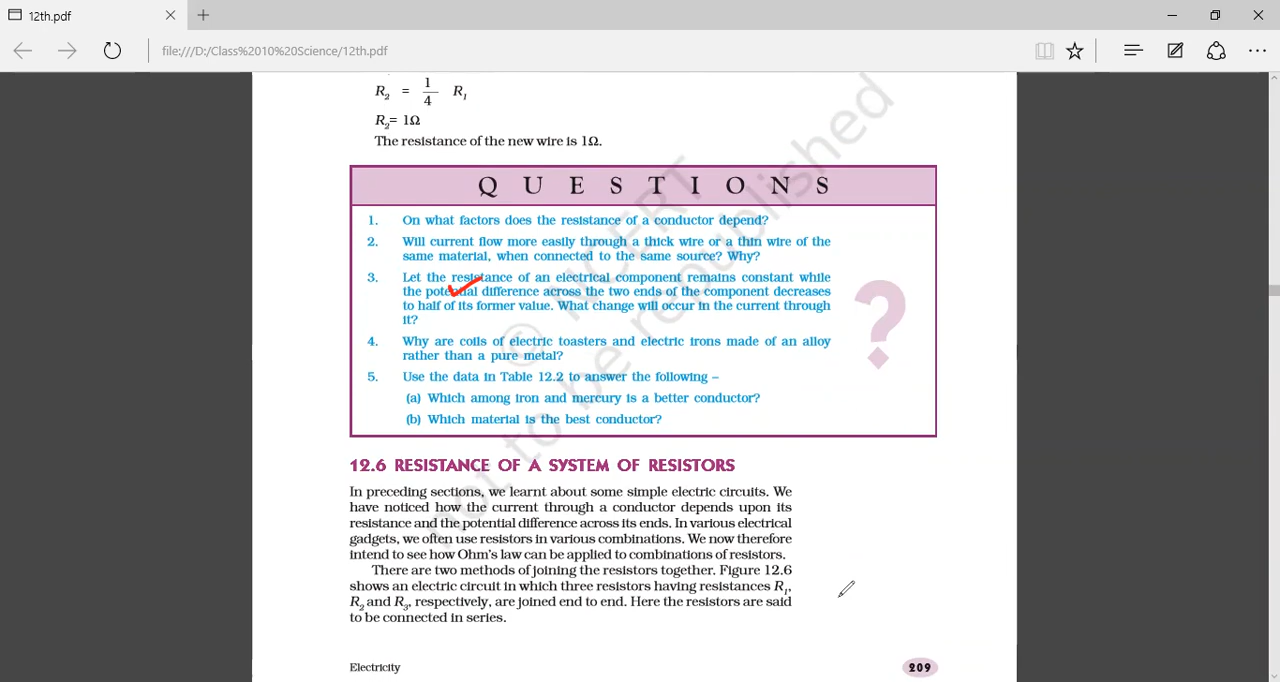 12th.pdf
file:///D:/Class%2010%20Science/12th.pdf
R2 = 1/4 R1
R2= 1Ω
The resistance of the new wire is 1Ω.
QUESTIONS
1. On what factors does the resistance of a conductor depend?
2. Will current flow more easily through a thick wire or a thin wire of the
same material, when connected to the same source? Why?
3. Let the resistance of an electrical component remains constant while
the potential difference across the two ends of the component decreases
to half of its former value. What change will occur in the current through
it?
4. Why are coils of electric toasters and electric irons made of an alloy
rather than a pure metal?
5. Use the data in Table 12.2 to answer the following –
(a) Which among iron and mercury is a better conductor?
(b) Which material is the best conductor?
?
12.6 RESISTANCE OF A SYSTEM OF RESISTORS
In preceding sections, we learnt about some simple electric circuits. We
have noticed how the current through a conductor depends upon its
resistance and the potential difference across its ends. In various electrical
gadgets, we often use resistors in various combinations. We now therefore
intend to see how Ohm's law can be applied to combinations of resistors.
There are two methods of joining the resistors together. Figure 12.6
shows an electric circuit in which three resistors having resistances R1,
R2 and R3, respectively, are joined end to end. Here the resistors are said
to be connected in series.
Electricity
209
© NCERT
not to be republished